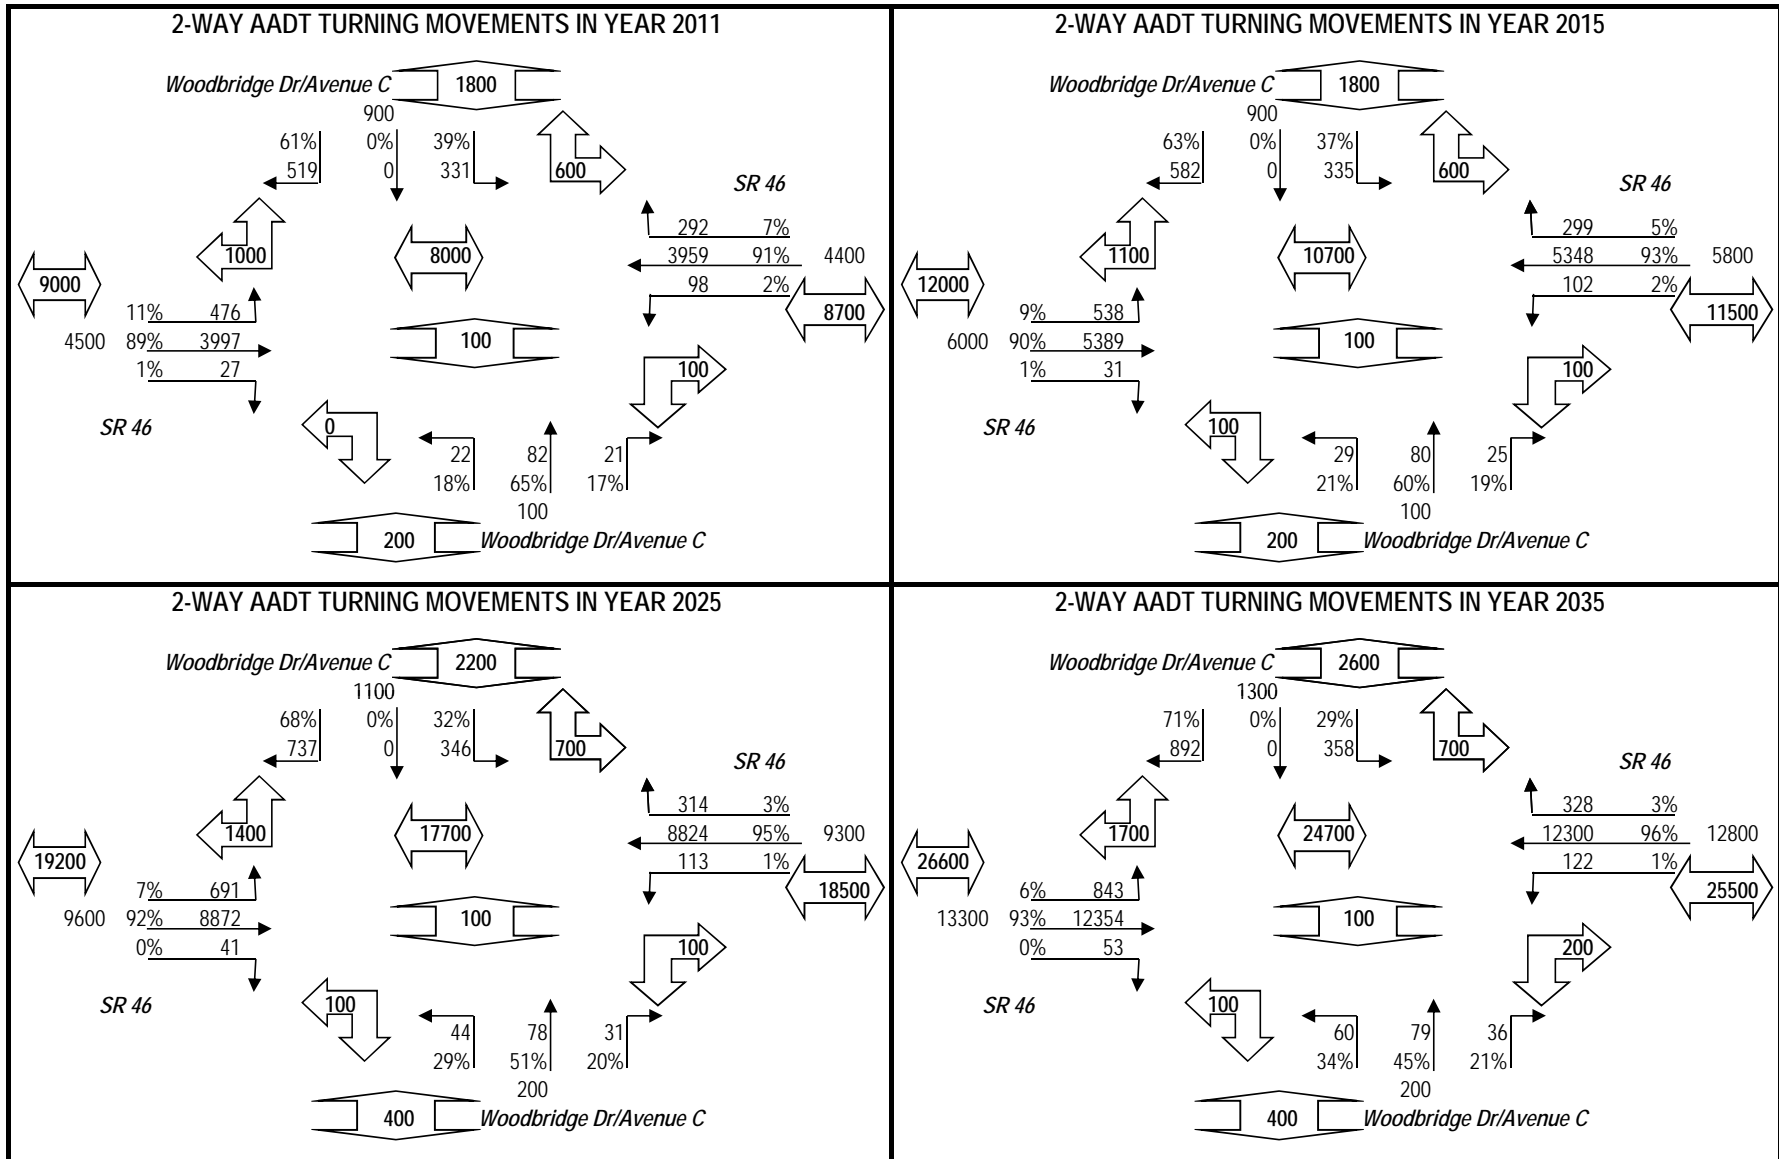 2-WAY AADT TURNING MOVEMENTS IN YEAR 2011
Woodbridge Dr/Avenue C 1800
900
61% 0% 39%
519 0 331 600
SR 46
292 7%
1000 8000 3959 91% 4400
9000 98 2%
11% 476 8700
4500 89% 3997 100
1% 27 100
SR 46 0
22 82 21
18% 65% 17%
100
200 Woodbridge Dr/Avenue C
2-WAY AADT TURNING MOVEMENTS IN YEAR 2015
Woodbridge Dr/Avenue C 1800
900
63% 0% 37%
582 0 335 600
SR 46
299 5%
1100 10700 5348 93% 5800
12000 102 2%
9% 538 11500
6000 90% 5389 100
1% 31 100
SR 46 100
29 80 25
21% 60% 19%
100
200 Woodbridge Dr/Avenue C
2-WAY AADT TURNING MOVEMENTS IN YEAR 2025
Woodbridge Dr/Avenue C 2200
1100
68% 0% 32%
737 0 346 700
SR 46
314 3%
1400 17700 8824 95% 9300
19200 113 1%
7% 691 18500
9600 92% 8872 100
0% 41 100
SR 46 100
44 78 31
29% 51% 20%
200
400 Woodbridge Dr/Avenue C
2-WAY AADT TURNING MOVEMENTS IN YEAR 2035
Woodbridge Dr/Avenue C 2600
1300
71% 0% 29%
892 0 358 700
SR 46
328 3%
1700 24700 12300 96% 12800
26600 122 1%
6% 843 25500
13300 93% 12354 100
0% 53 200
SR 46 100
60 79 36
34% 45% 21%
200
400 Woodbridge Dr/Avenue C